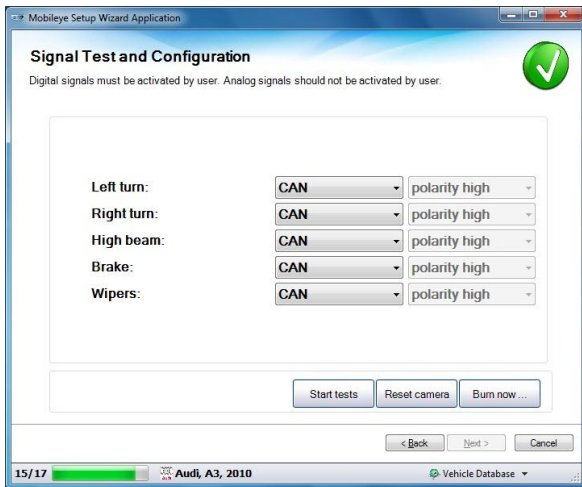 Mobileye Setup Wizard Application
Signal Test and Configuration
Digital signals must be activated by user. Analog signals should not be activated by user.
Left turn: CAN polarity high
Right turn: CAN polarity high
High beam: CAN polarity high
Brake: CAN polarity high
Wipers: CAN polarity high
Start tests Reset camera Burn now ...
< Back Next > Cancel
15/17 Audi, A3, 2010 Vehicle Database